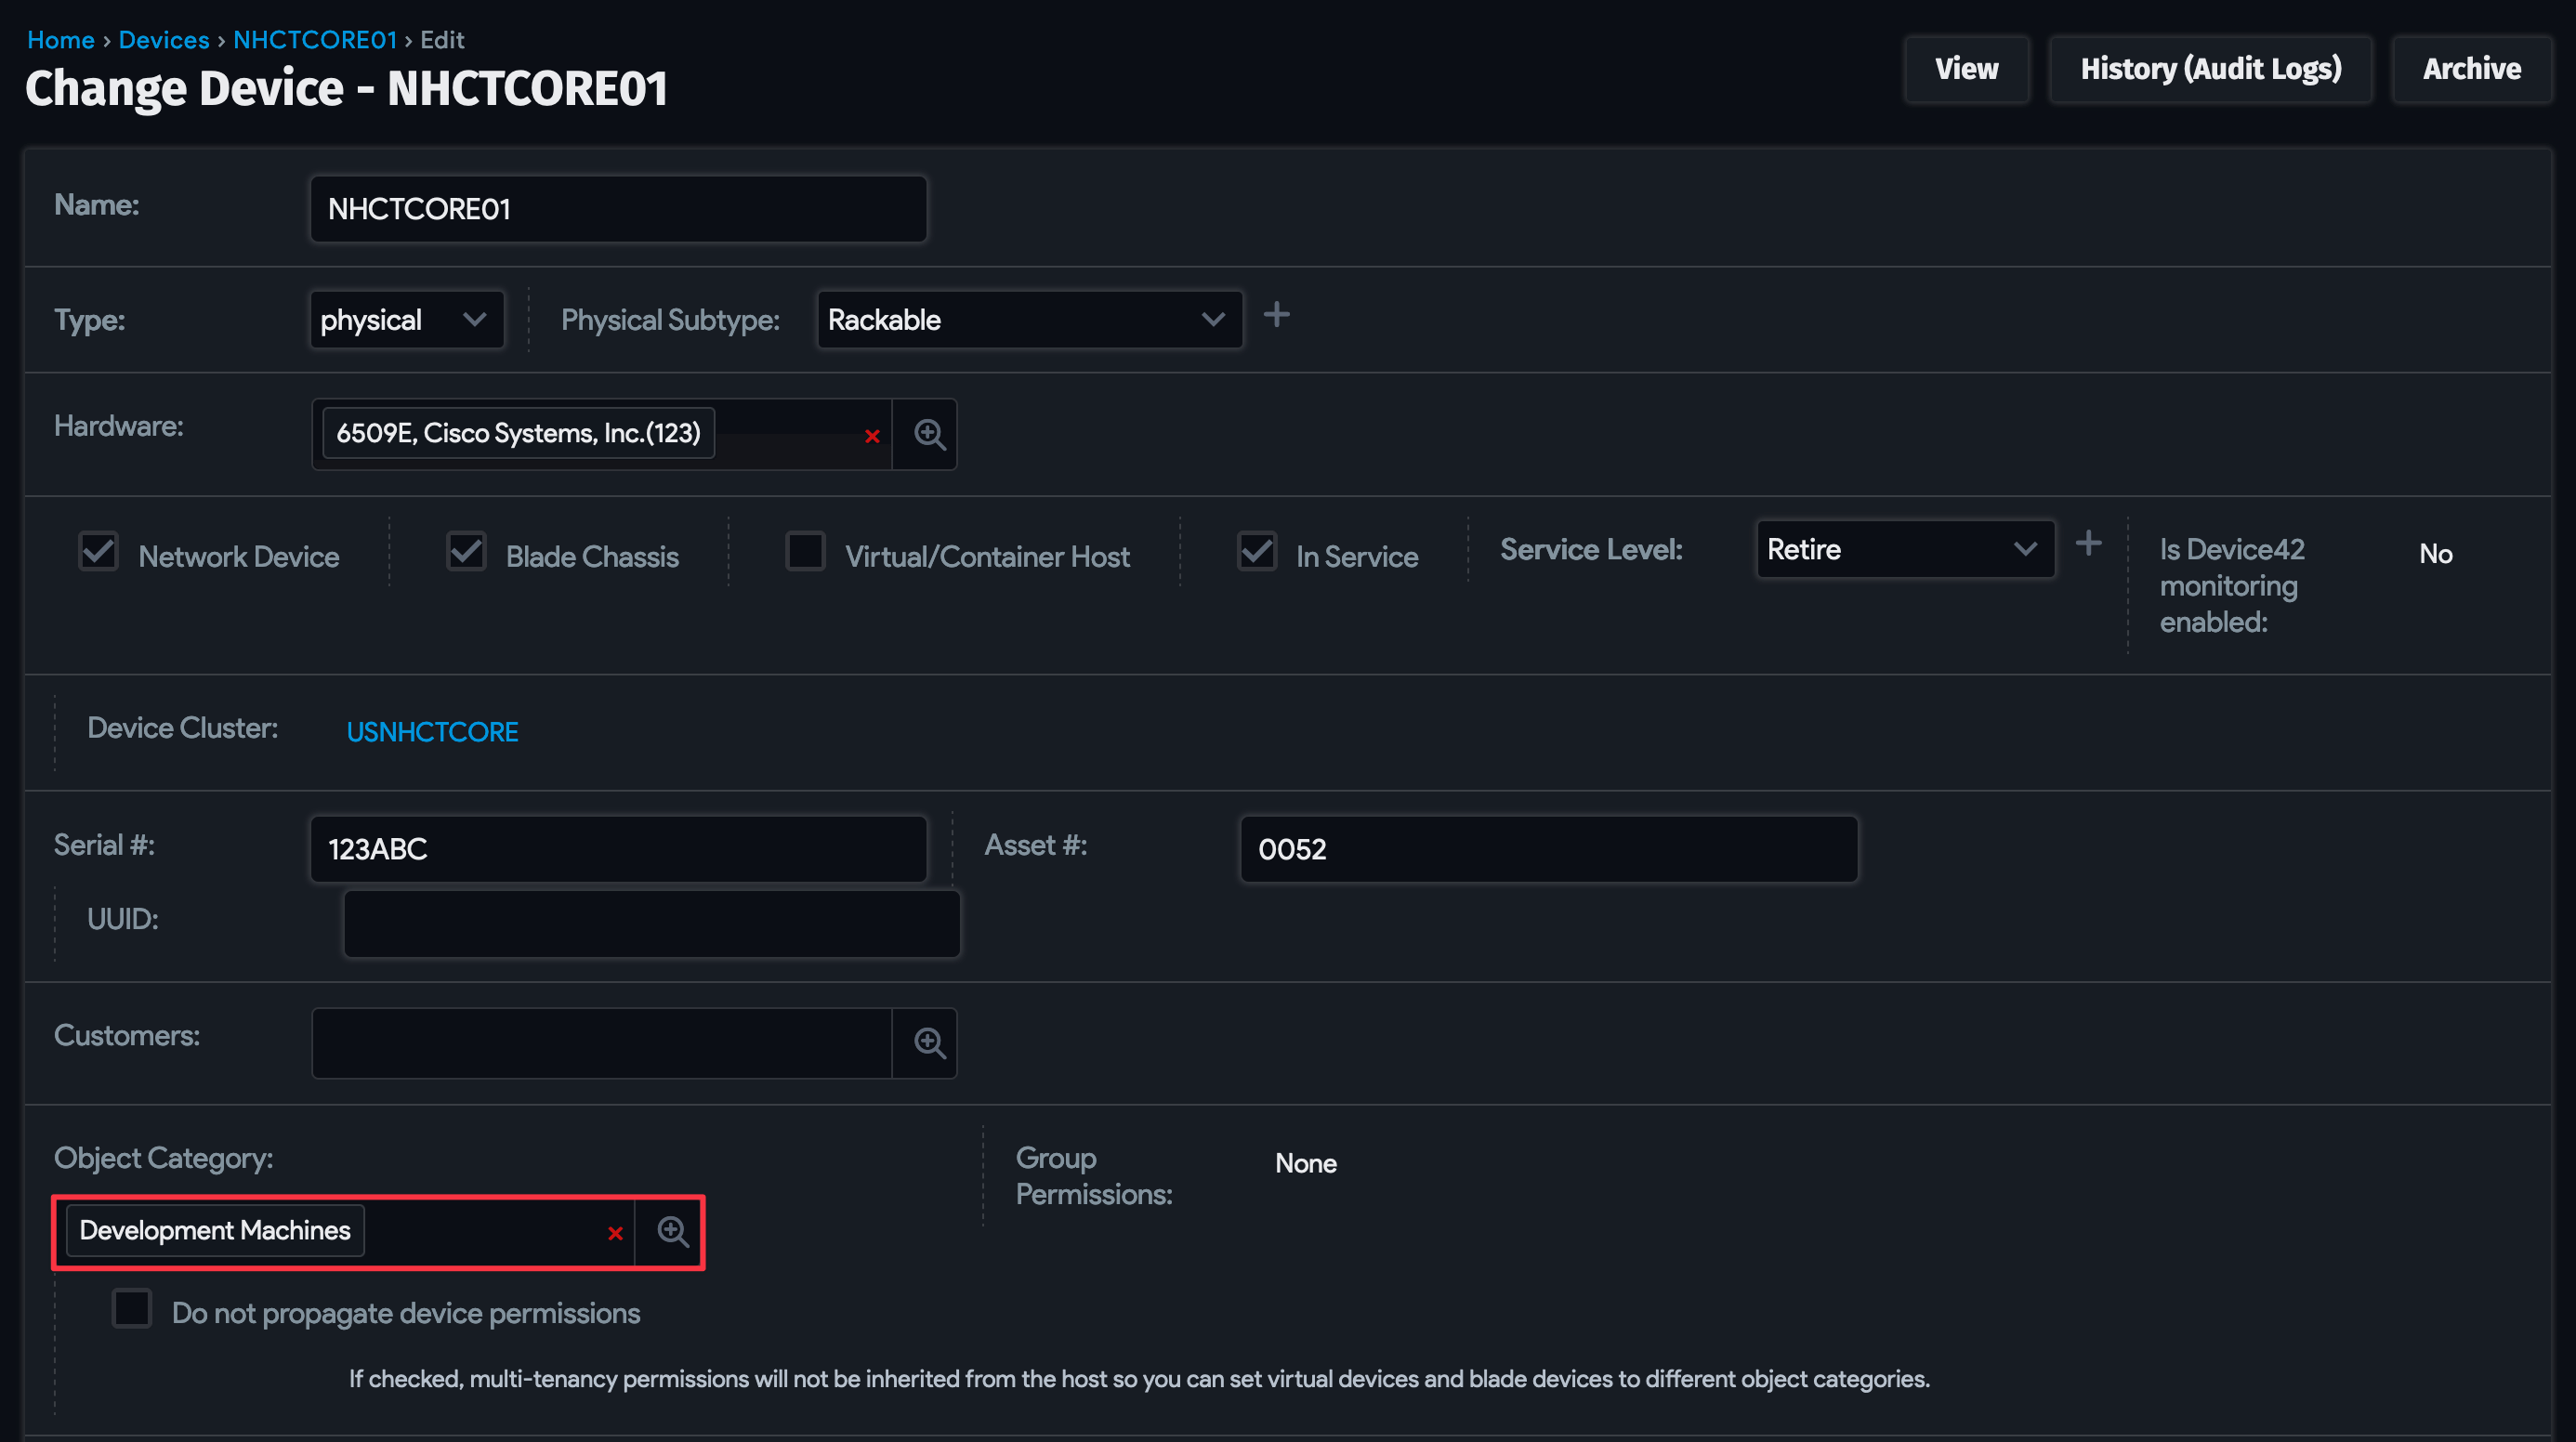 Home › Devices › NHCTCORE01 › Edit
Change Device - NHCTCORE01
View
History (Audit Logs)
Archive
Name:
NHCTCORE01
Type:
physical
Physical Subtype:
Rackable
Hardware:
6509E, Cisco Systems, Inc.(123)
Network Device
Blade Chassis
Virtual/Container Host
In Service
Service Level:
Retire
Is Device42
monitoring
enabled:
No
Device Cluster:
USNHCTCORE
Serial #:
123ABC
Asset #:
0052
UUID:
Customers:
Object Category:
Development Machines
Group
Permissions:
None
Do not propagate device permissions
If checked, multi-tenancy permissions will not be inherited from the host so you can set virtual devices and blade devices to different object categories.